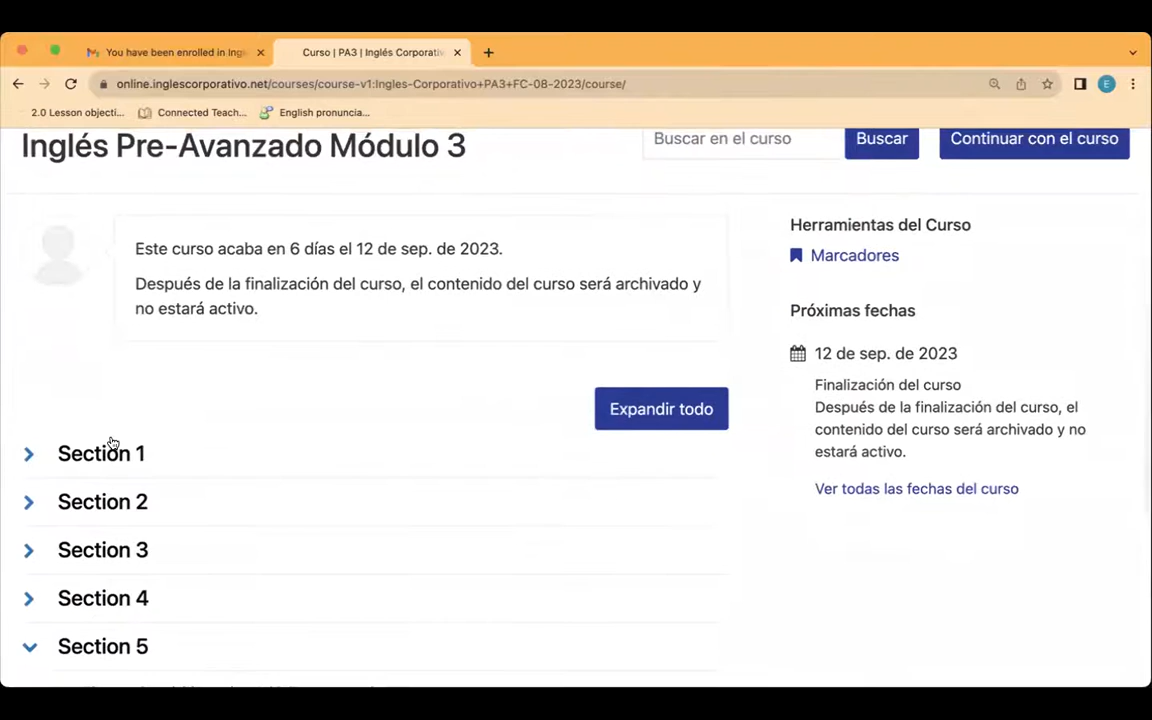 You have been enrolled in Ingl
Curso | PA3 | Inglés Corporativ
online.inglescorporativo.net/courses/course-v1:Ingles-Corporativo+PA3+FC-08-2023/course/
E
2.0 Lesson objecti...
Connected Teach...
English pronuncia...
Inglés Pre-Avanzado Módulo 3
Buscar en el curso
Buscar
Continuar con el curso
Este curso acaba en 6 días el 12 de sep. de 2023.
Después de la finalización del curso, el contenido del curso será archivado y
no estará activo.
Herramientas del Curso
Marcadores
Próximas fechas
12 de sep. de 2023
Finalización del curso
Después de la finalización del curso, el
contenido del curso será archivado y no
estará activo.
Ver todas las fechas del curso
Expandir todo
Section 1
Section 2
Section 3
Section 4
Section 5